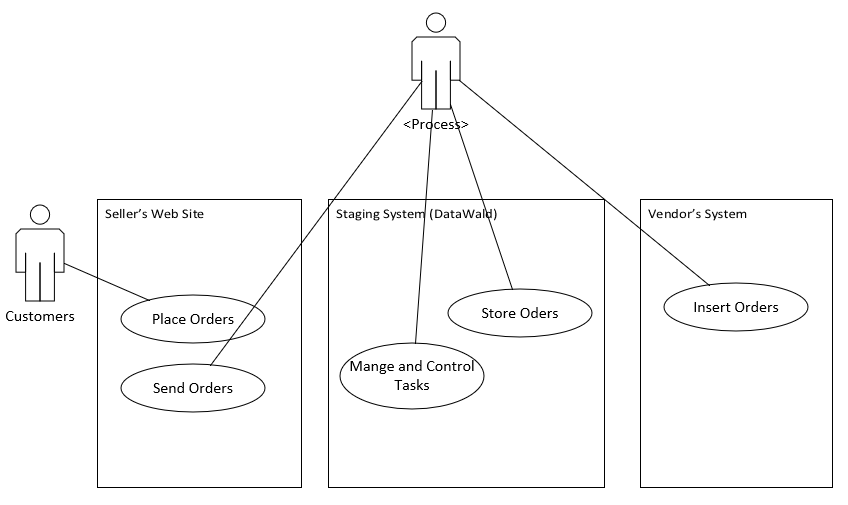 <Process>
Customers
Seller's Web Site
Staging System (DataWald)
Vendor's System
Place Orders
Send Orders
Store Oders
Mange and Control
Tasks
Insert Orders